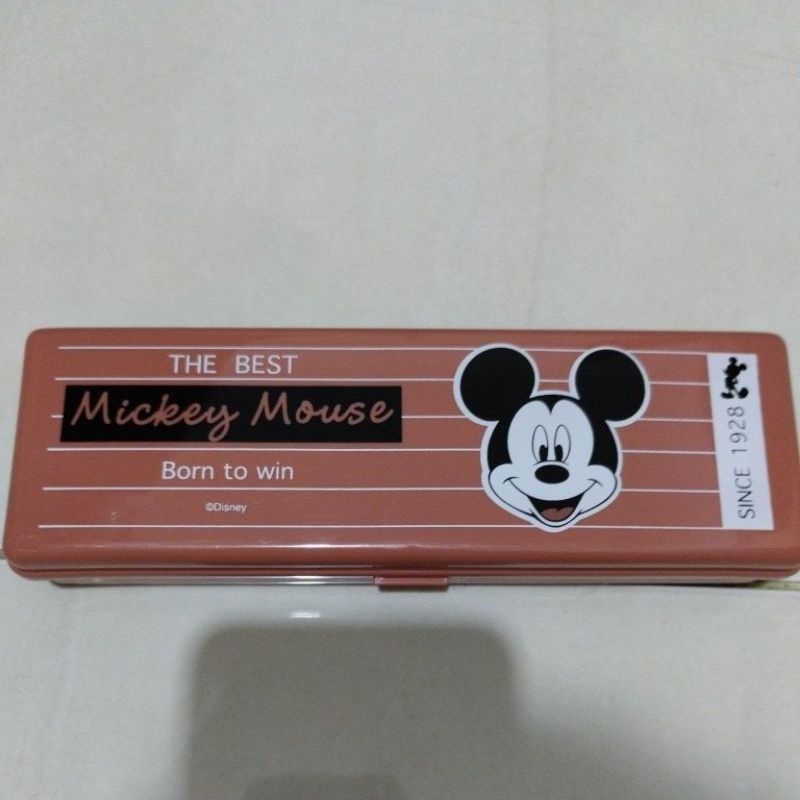 THE BEST
Mickey Mouse
Born to win
©Disney
SINCE 1928